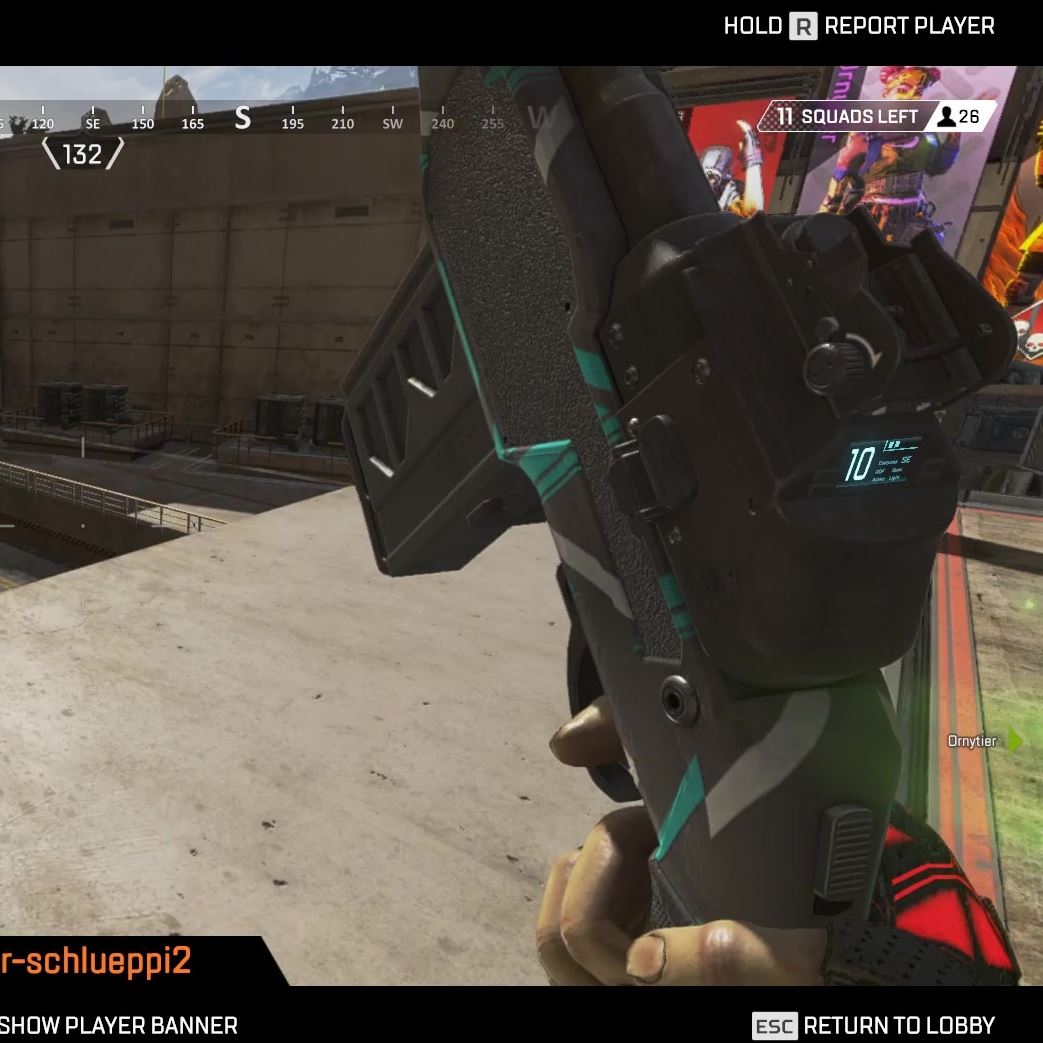 HOLD R REPORT PLAYER
120 SE 150 165 S 195 210 SW 240 255 W
132
11 SQUADS LEFT 26
10
SE
Ornytier
r-schlueppi2
SHOW PLAYER BANNER
ESC RETURN TO LOBBY